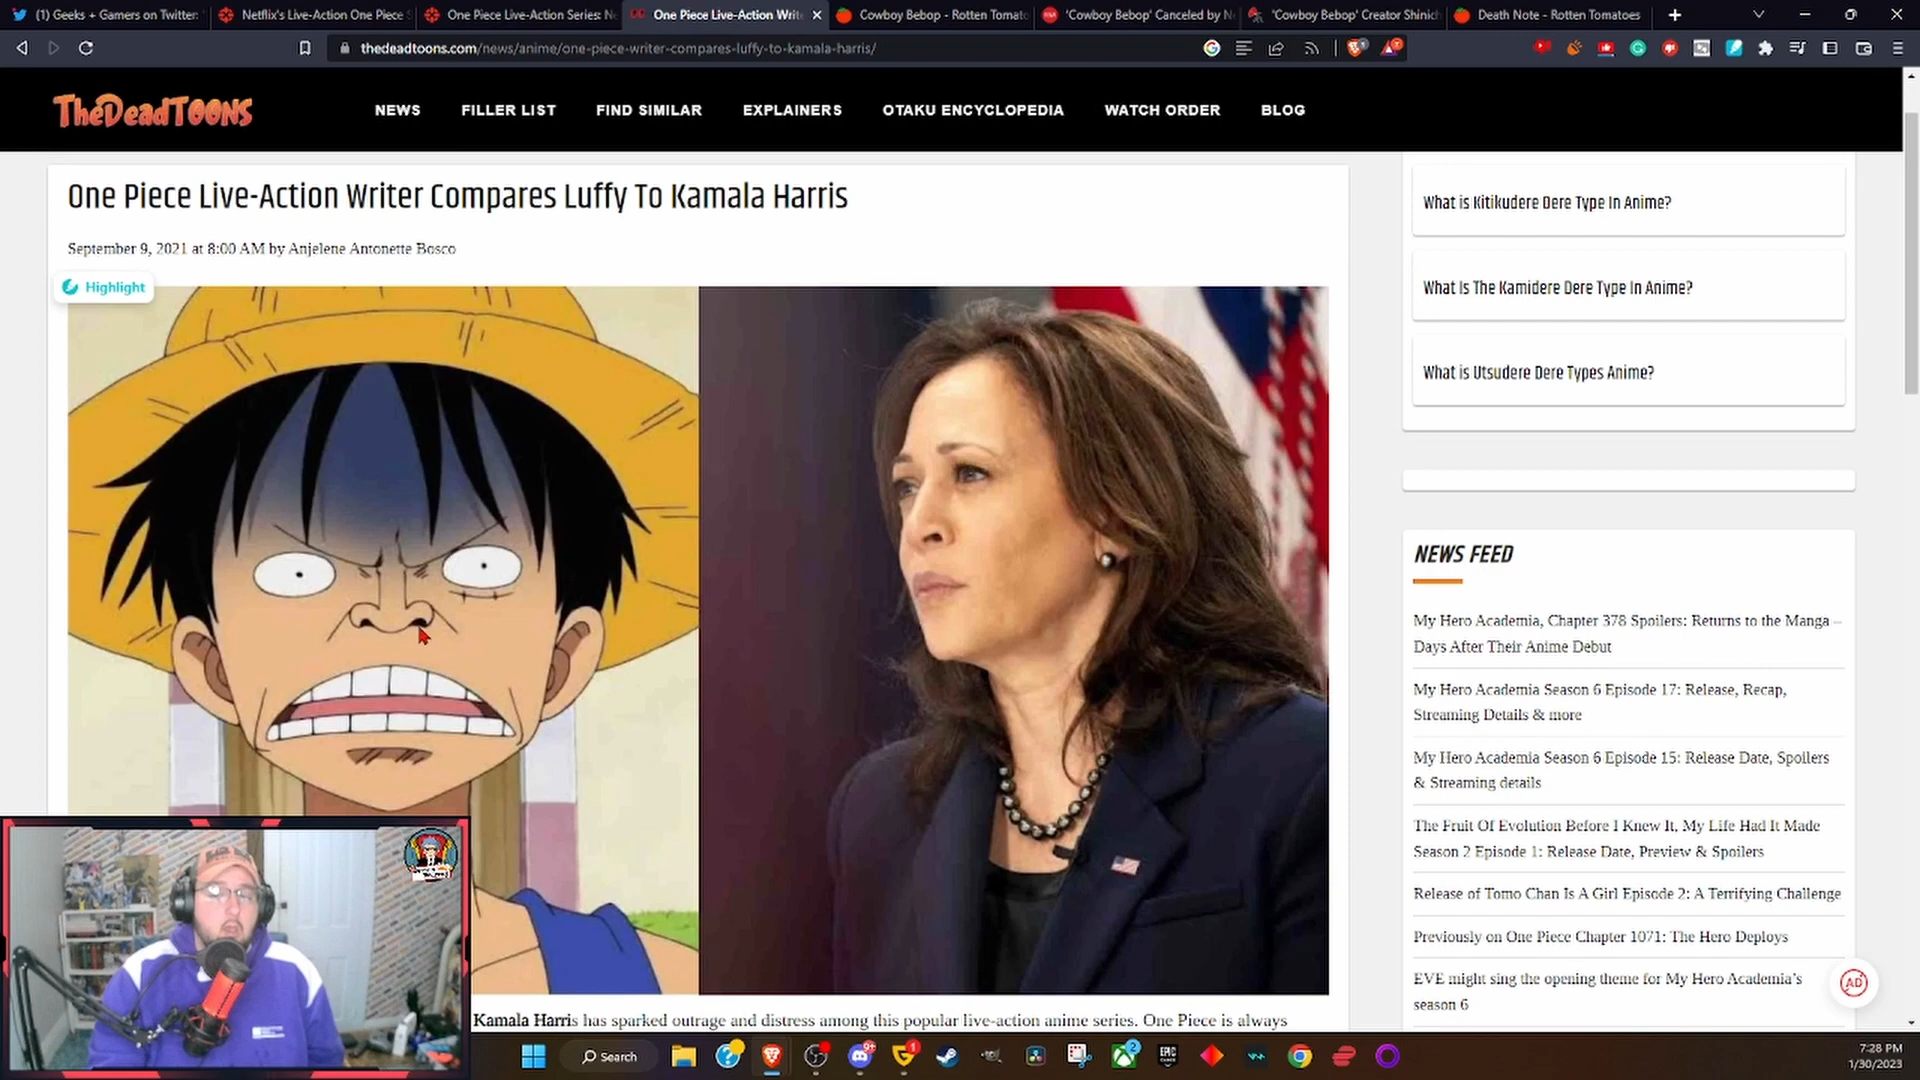 (1) Geeks + Gamers on Twitter:
Netflix's Live-Action One Piece
One Piece Live-Action Series: Ne
One Piece Live-Action Write
Cowboy Bebop - Rotten Tomato
'Cowboy Bebop' Canceled by N
'Cowboy Bebop' Creator Shinich
Death Note - Rotten Tomatoes
thedeadtoons.com/news/anime/one-piece-writer-compares-luffy-to-kamala-harris/
THEDEADTOONS
NEWS
FILLER LIST
FIND SIMILAR
EXPLAINERS
OTAKU ENCYCLOPEDIA
WATCH ORDER
BLOG
One Piece Live-Action Writer Compares Luffy To Kamala Harris
September 9, 2021 at 8:00 AM by Anjelene Antonette Bosco
Highlight
Kamala Harris has sparked outrage and distress among this popular live-action anime series. One Piece is always
What is Kitikudere Dere Type In Anime?
What Is The Kamidere Dere Type In Anime?
What is Utsudere Dere Types Anime?
NEWS FEED
My Hero Academia, Chapter 378 Spoilers: Returns to the Manga –
Days After Their Anime Debut
My Hero Academia Season 6 Episode 17: Release, Recap,
Streaming Details & more
My Hero Academia Season 6 Episode 15: Release Date, Spoilers
& Streaming details
The Fruit Of Evolution Before I Knew It, My Life Had It Made
Season 2 Episode 1: Release Date, Preview & Spoilers
Release of Tomo Chan Is A Girl Episode 2: A Terrifying Challenge
Previously on One Piece Chapter 1071: The Hero Deploys
EVE might sing the opening theme for My Hero Academia's
season 6
AD
Search
EPIC
7:28 PM
1/30/2023